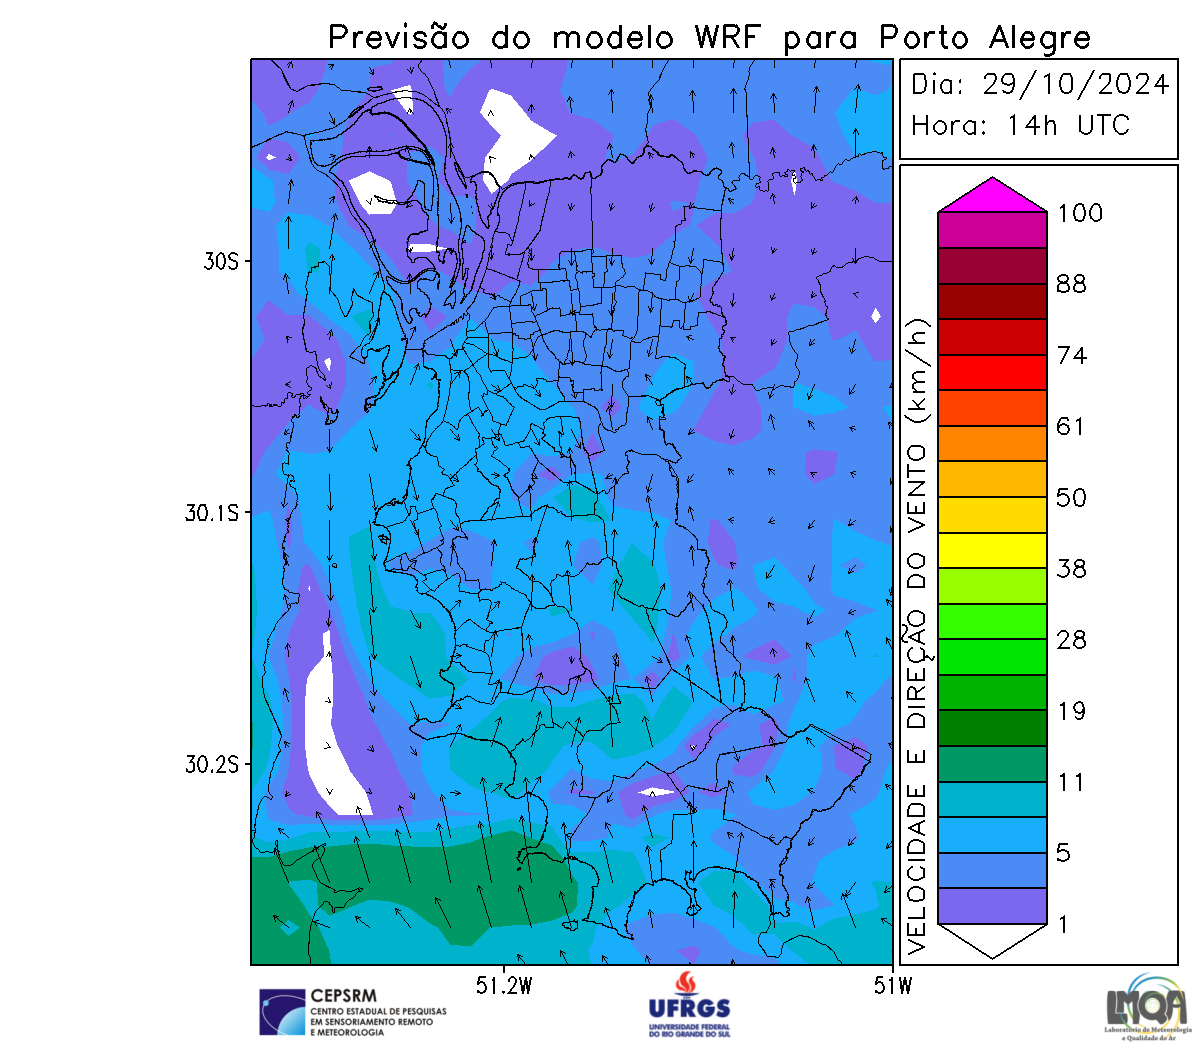 Previsão do modelo WRF para Porto Alegre
Dia: 29/10/2024
Hora: 14h UTC
30S
30.1S
30.2S
51.2W
51W
VELOCIDADE E DIREÇÃO DO VENTO (km/h)
100
88
74
61
50
38
28
19
11
5
1
CEPSRM
CENTRO ESTADUAL DE PESQUISAS
EM SENSORIAMENTO REMOTO
E METEOROLOGIA
UFRGS
UNIVERSIDADE FEDERAL
DO RIO GRANDE DO SUL
LMQA
Laboratório de Meteorologia
e Qualidade do Ar